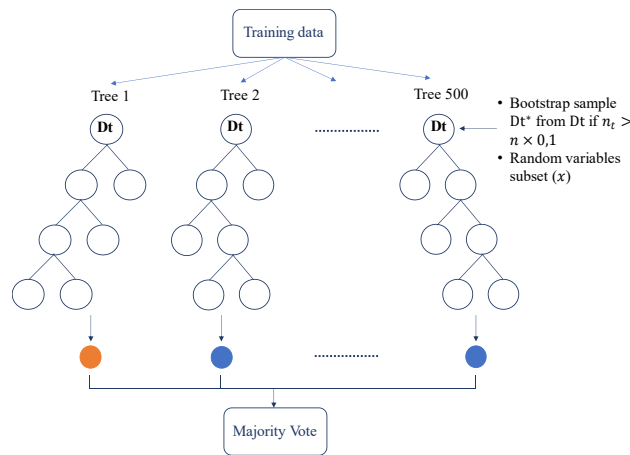 Training data
Tree 1
Tree 2
Tree 500
Dt
Dt
Dt
• Bootstrap sample
Dt* from Dt if 𝑛ₜ >
𝑛 × 0,1
• Random variables
subset (𝑥)
Majority Vote